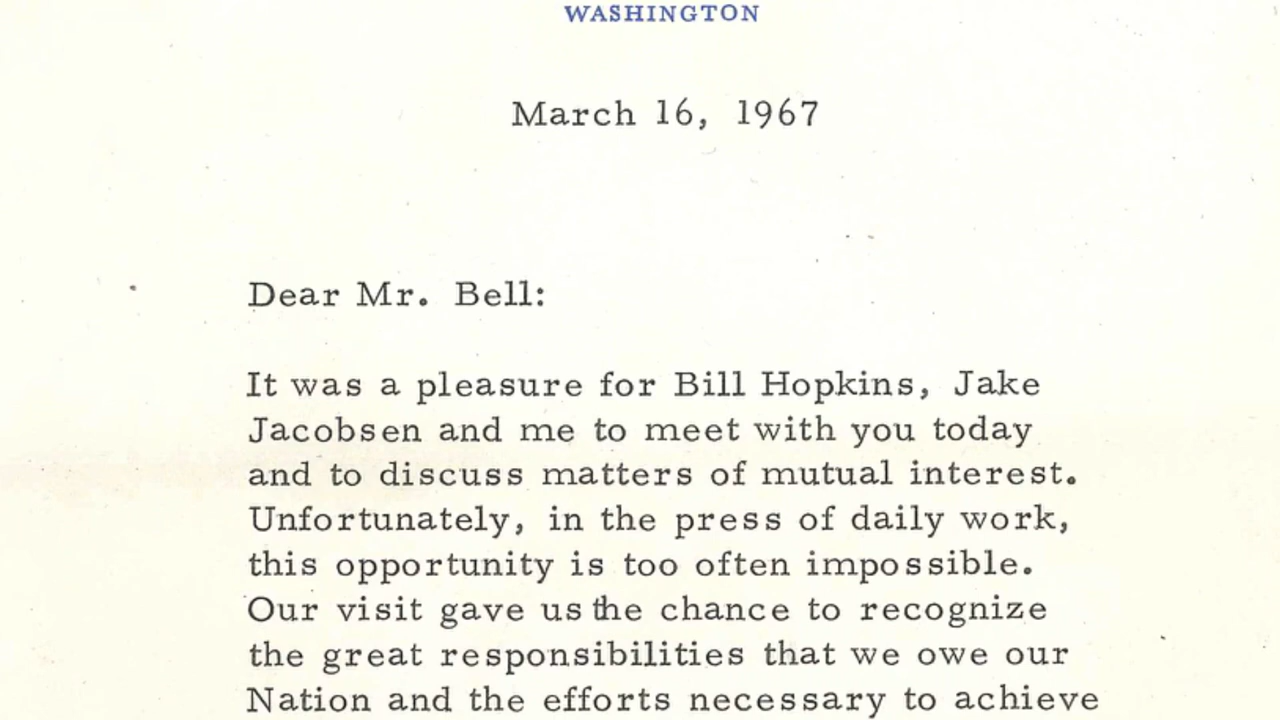 WASHINGTON
March 16, 1967
Dear Mr. Bell:
It was a pleasure for Bill Hopkins, Jake
Jacobsen and me to meet with you today
and to discuss matters of mutual interest.
Unfortunately, in the press of daily work,
this opportunity is too often impossible.
Our visit gave us the chance to recognize
the great responsibilities that we owe our
Nation and the efforts necessary to achieve